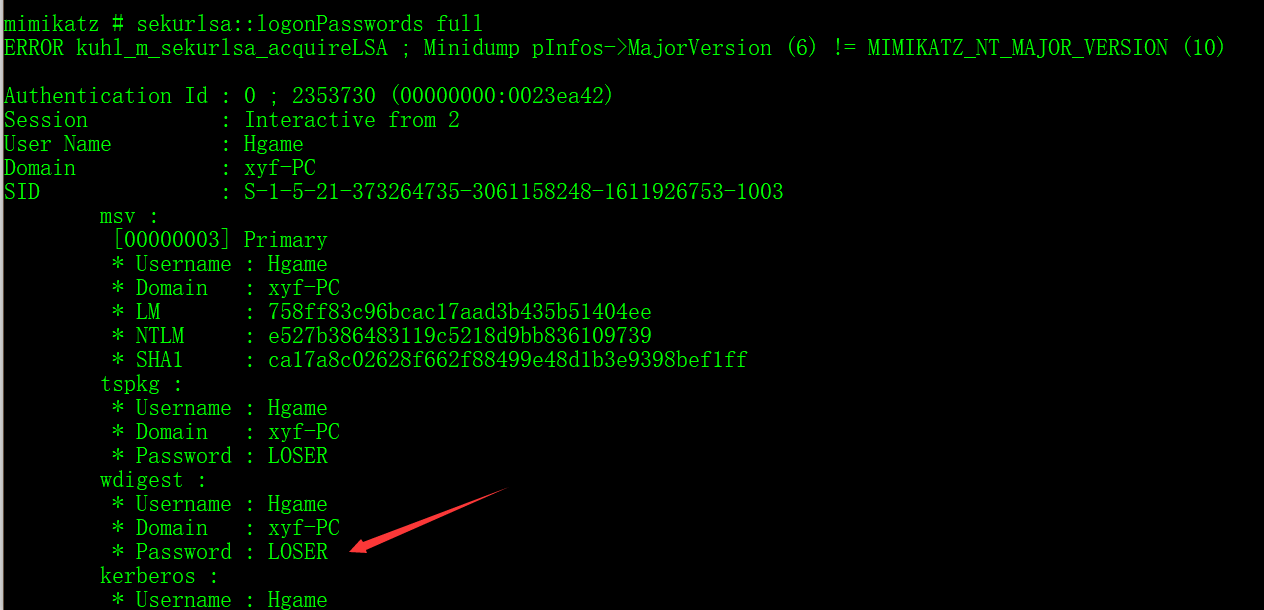 mimikatz # sekurlsa::logonPasswords full
ERROR kuhl_m_sekurlsa_acquireLSA ; Minidump pInfos->MajorVersion (6) != MIMIKATZ_NT_MAJOR_VERSION (10)
Authentication Id : 0 ; 2353730 (00000000:0023ea42)
Session           : Interactive from 2
User Name         : Hgame
Domain            : xyf-PC
SID               : S-1-5-21-373264735-3061158248-1611926753-1003
        msv :
         [00000003] Primary
         * Username : Hgame
         * Domain   : xyf-PC
         * LM       : 758ff83c96bcac17aad3b435b51404ee
         * NTLM     : e527b386483119c5218d9bb836109739
         * SHA1     : ca17a8c02628f662f88499e48d1b3e9398bef1ff
        tspkg :
         * Username : Hgame
         * Domain   : xyf-PC
         * Password : LOSER
        wdigest :
         * Username : Hgame
         * Domain   : xyf-PC
         * Password : LOSER
        kerberos :
         * Username : Hgame